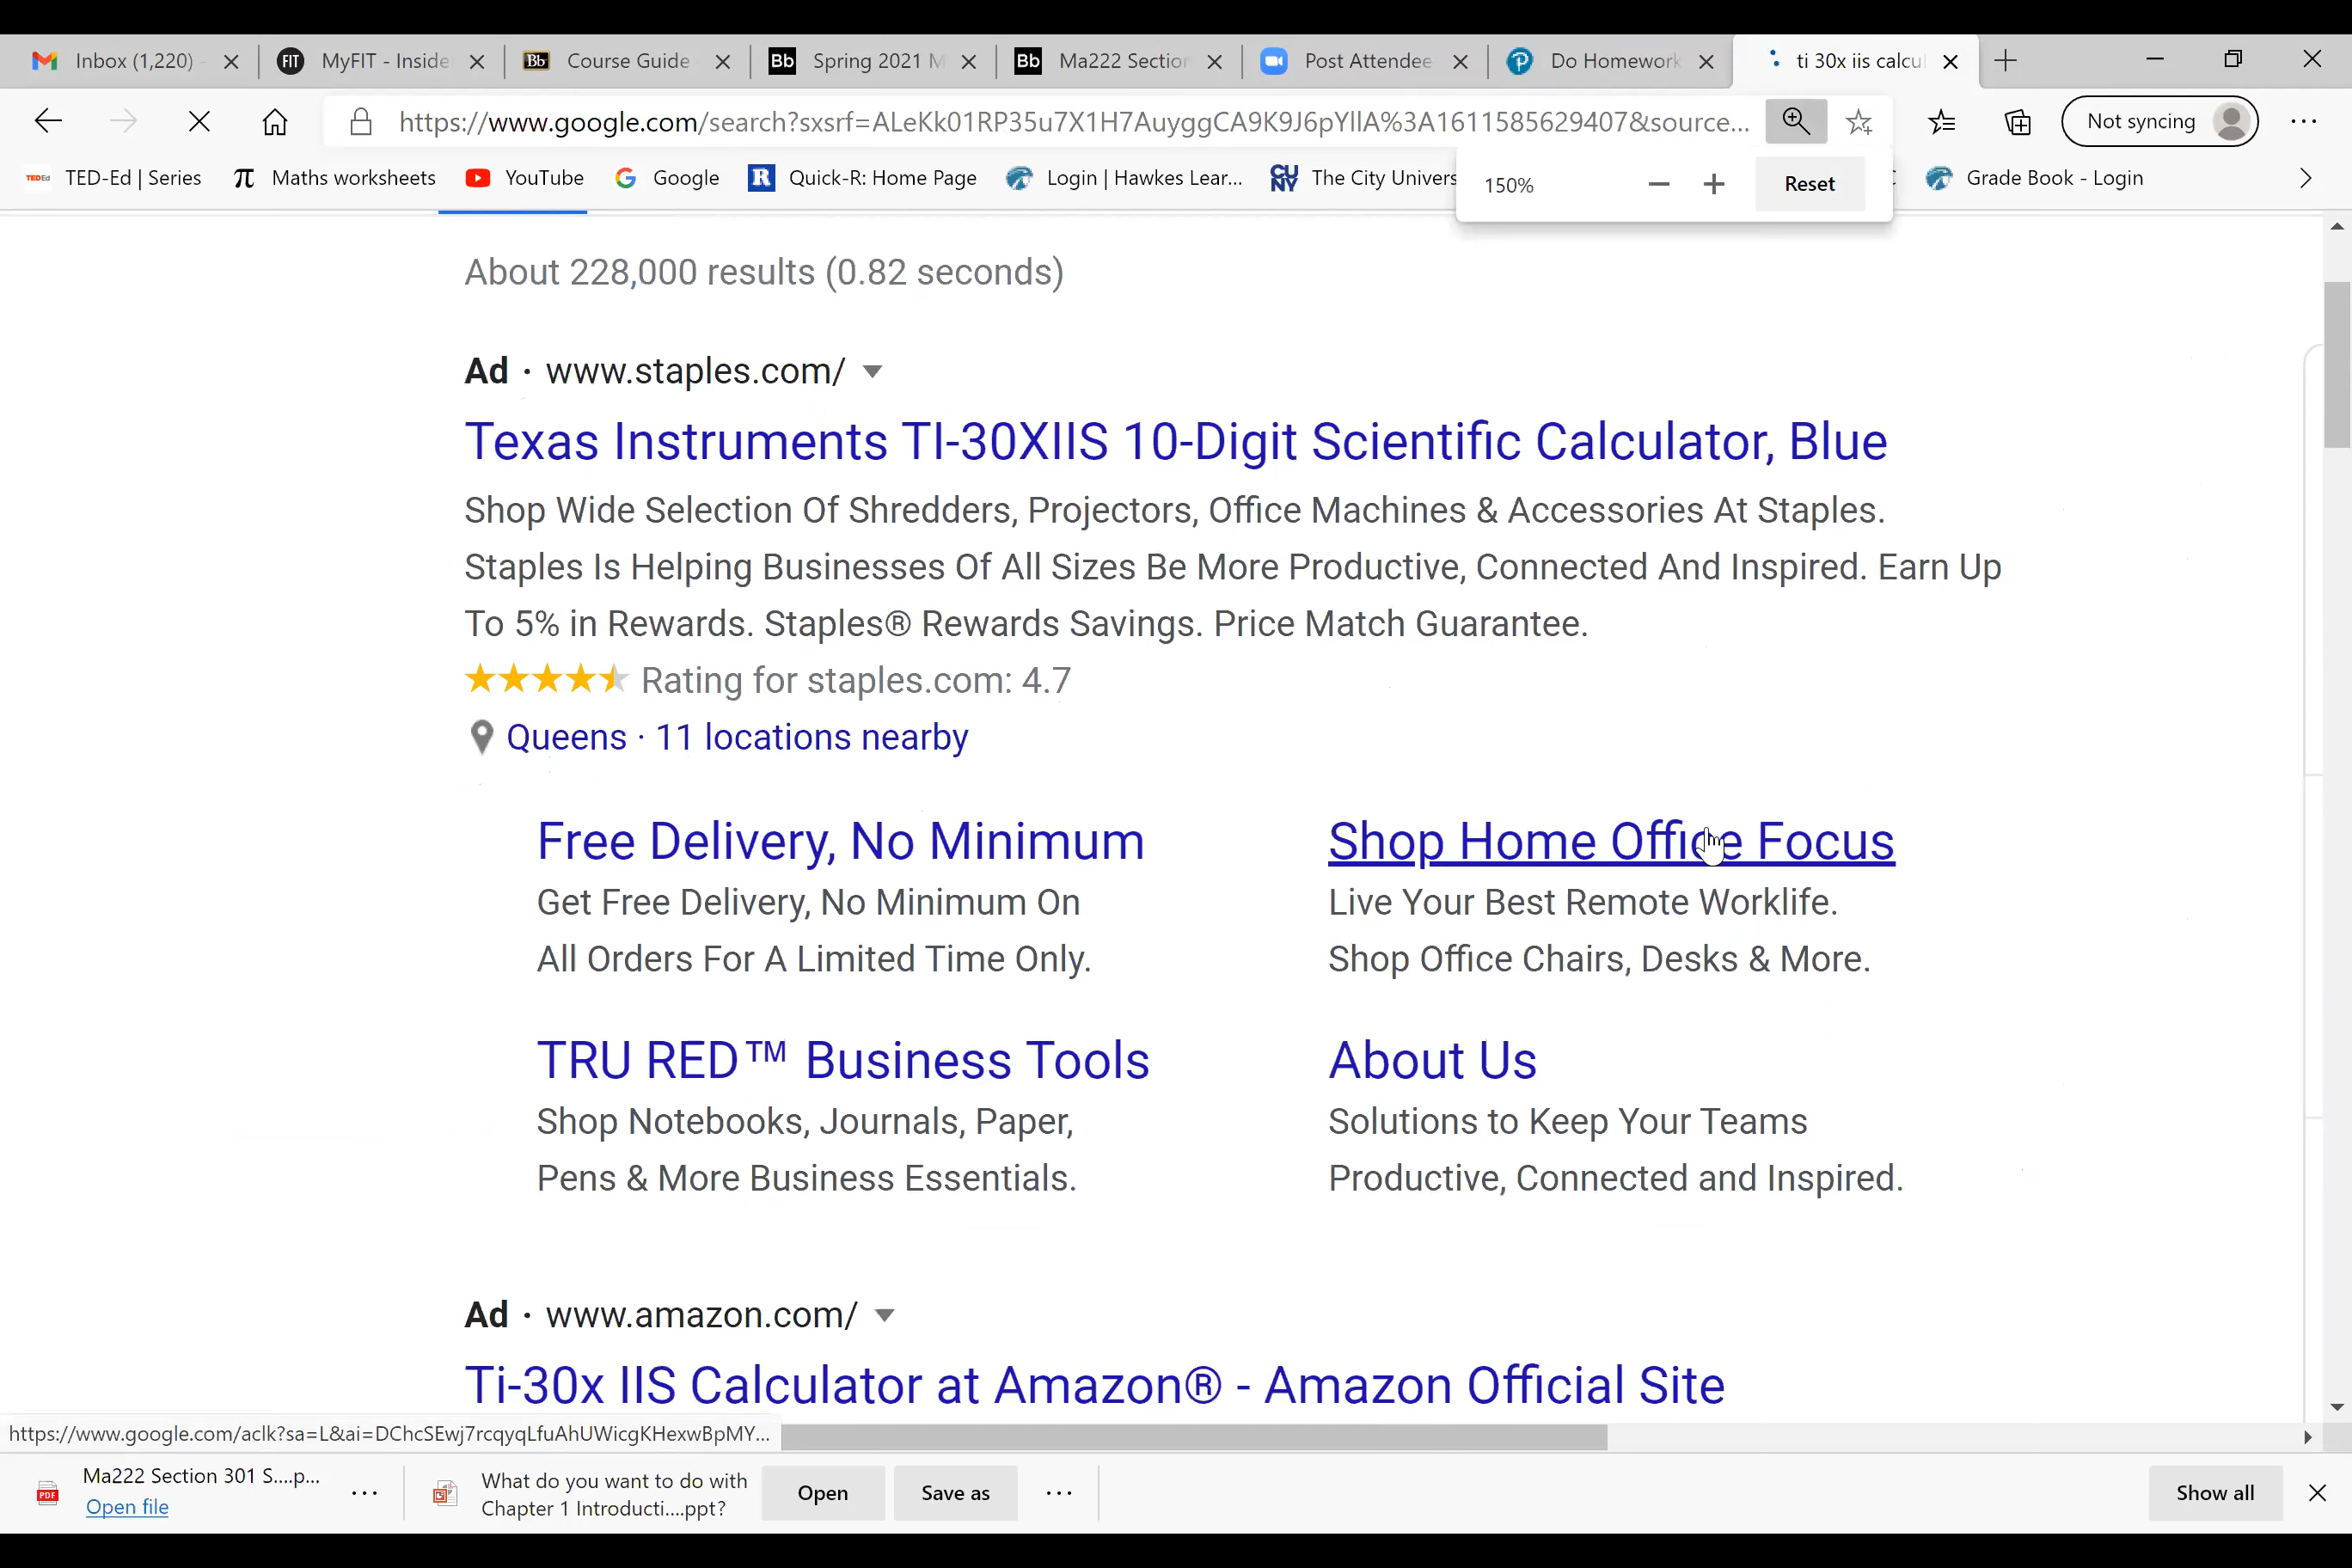 Inbox (1,220)
MyFIT - Inside
Course Guide
Spring 2021 M
Ma222 Section
Post Attendee
Do Homework
ti 30x iis calcul
https://www.google.com/search?sxsrf=ALeKk01RP35u7X1H7AuyggCA9K9J6pYllA%3A1611585629407&source...
Not syncing
TED-Ed | Series
Maths worksheets
YouTube
Google
Quick-R: Home Page
Login | Hawkes Lear...
The City Univers
Grade Book - Login
150%
Reset
About 228,000 results (0.82 seconds)
Ad · www.staples.com/
Texas Instruments TI-30XIIS 10-Digit Scientific Calculator, Blue
Shop Wide Selection Of Shredders, Projectors, Office Machines & Accessories At Staples.
Staples Is Helping Businesses Of All Sizes Be More Productive, Connected And Inspired. Earn Up
To 5% in Rewards. Staples® Rewards Savings. Price Match Guarantee.
Rating for staples.com: 4.7
Queens · 11 locations nearby
Free Delivery, No Minimum
Get Free Delivery, No Minimum On
All Orders For A Limited Time Only.
Shop Home Office Focus
Live Your Best Remote Worklife.
Shop Office Chairs, Desks & More.
TRU RED™ Business Tools
Shop Notebooks, Journals, Paper,
Pens & More Business Essentials.
About Us
Solutions to Keep Your Teams
Productive, Connected and Inspired.
Ad · www.amazon.com/
Ti-30x IIS Calculator at Amazon® - Amazon Official Site
https://www.google.com/aclk?sa=L&ai=DChcSEwj7rcqyqLfuAhUWicgKHexwBpMY...
Ma222 Section 301 S....p...
Open file
What do you want to do with
Chapter 1 Introducti....ppt?
Open
Save as
Show all